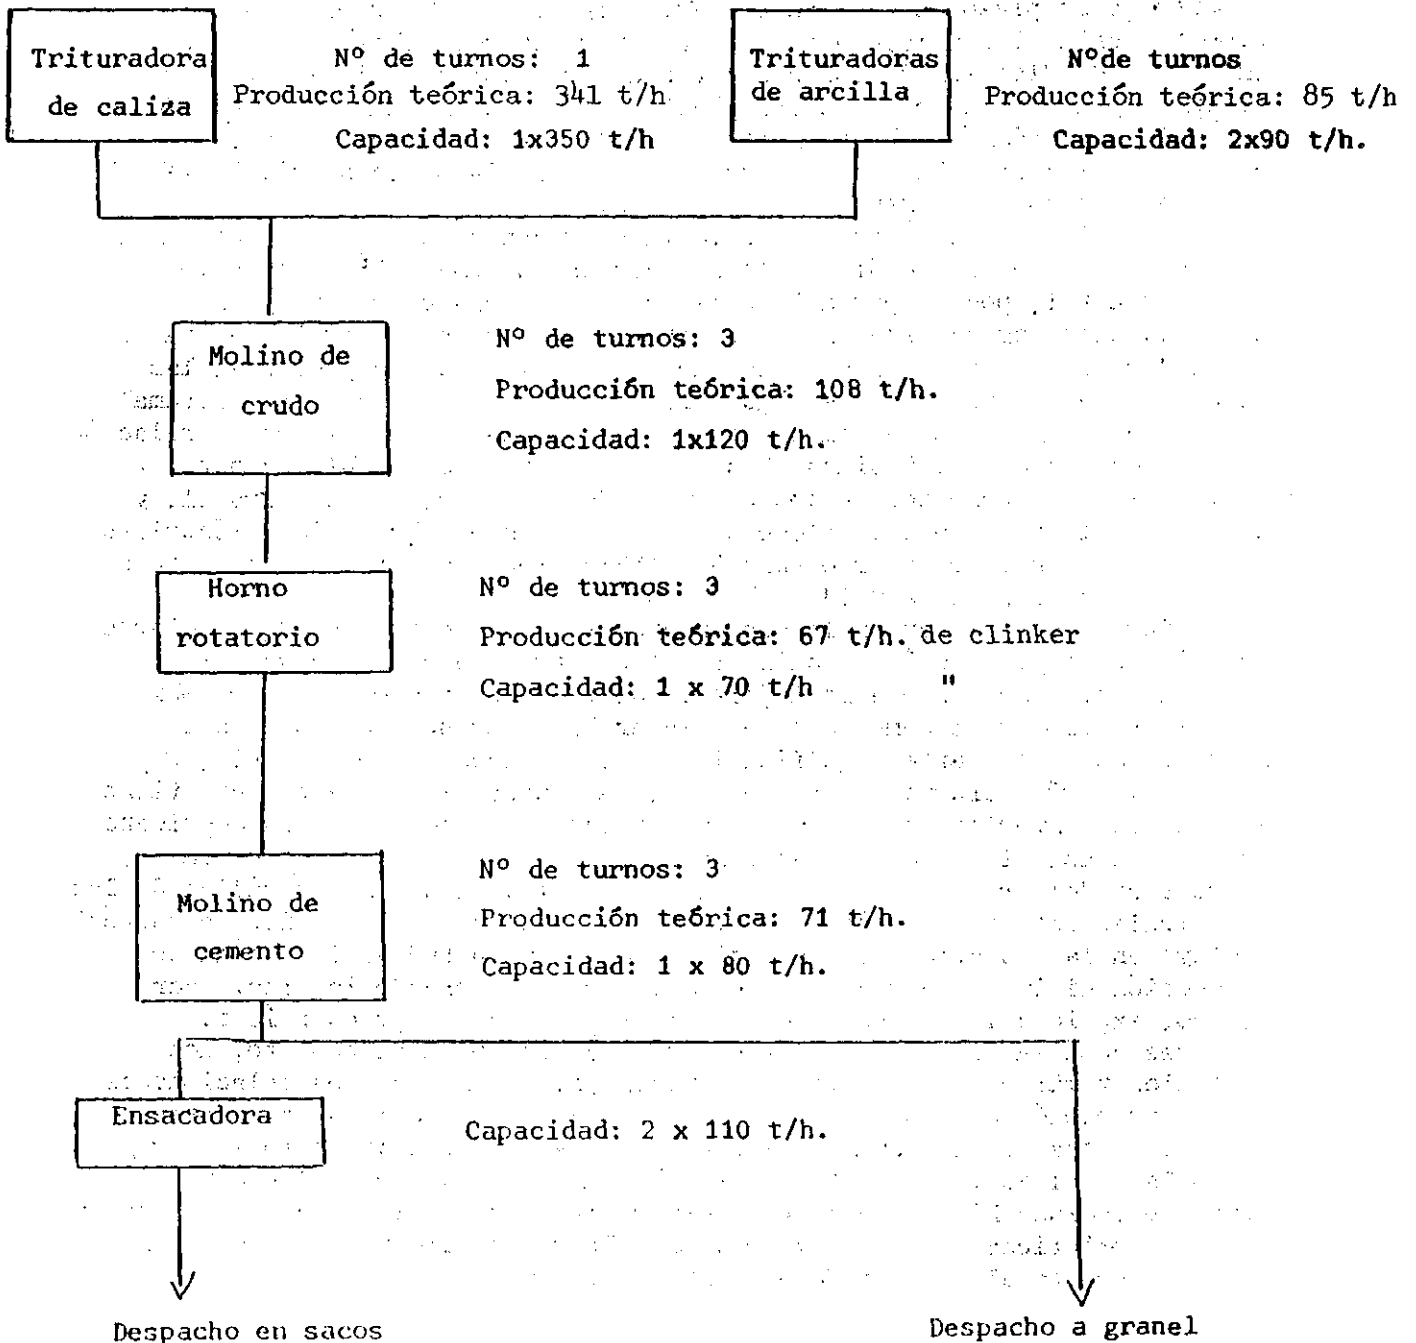 Trituradora
de caliza
Nº de turnos: 1
Producción teórica: 341 t/h
Capacidad: 1x350 t/h
Trituradoras
de arcilla
Nºde turnos
Producción teórica: 85 t/h
Capacidad: 2x90 t/h.
Molino de
crudo
Nº de turnos: 3
Producción teórica: 108 t/h.
Capacidad: 1x120 t/h.
Horno
rotatorio
Nº de turnos: 3
Producción teórica: 67 t/h. de clinker
Capacidad: 1 x 70 t/h "
Molino de
cemento
Nº de turnos: 3
Producción teórica: 71 t/h.
Capacidad: 1 x 80 t/h.
Ensacadora
Capacidad: 2 x 110 t/h.
Despacho en sacos
Despacho a granel